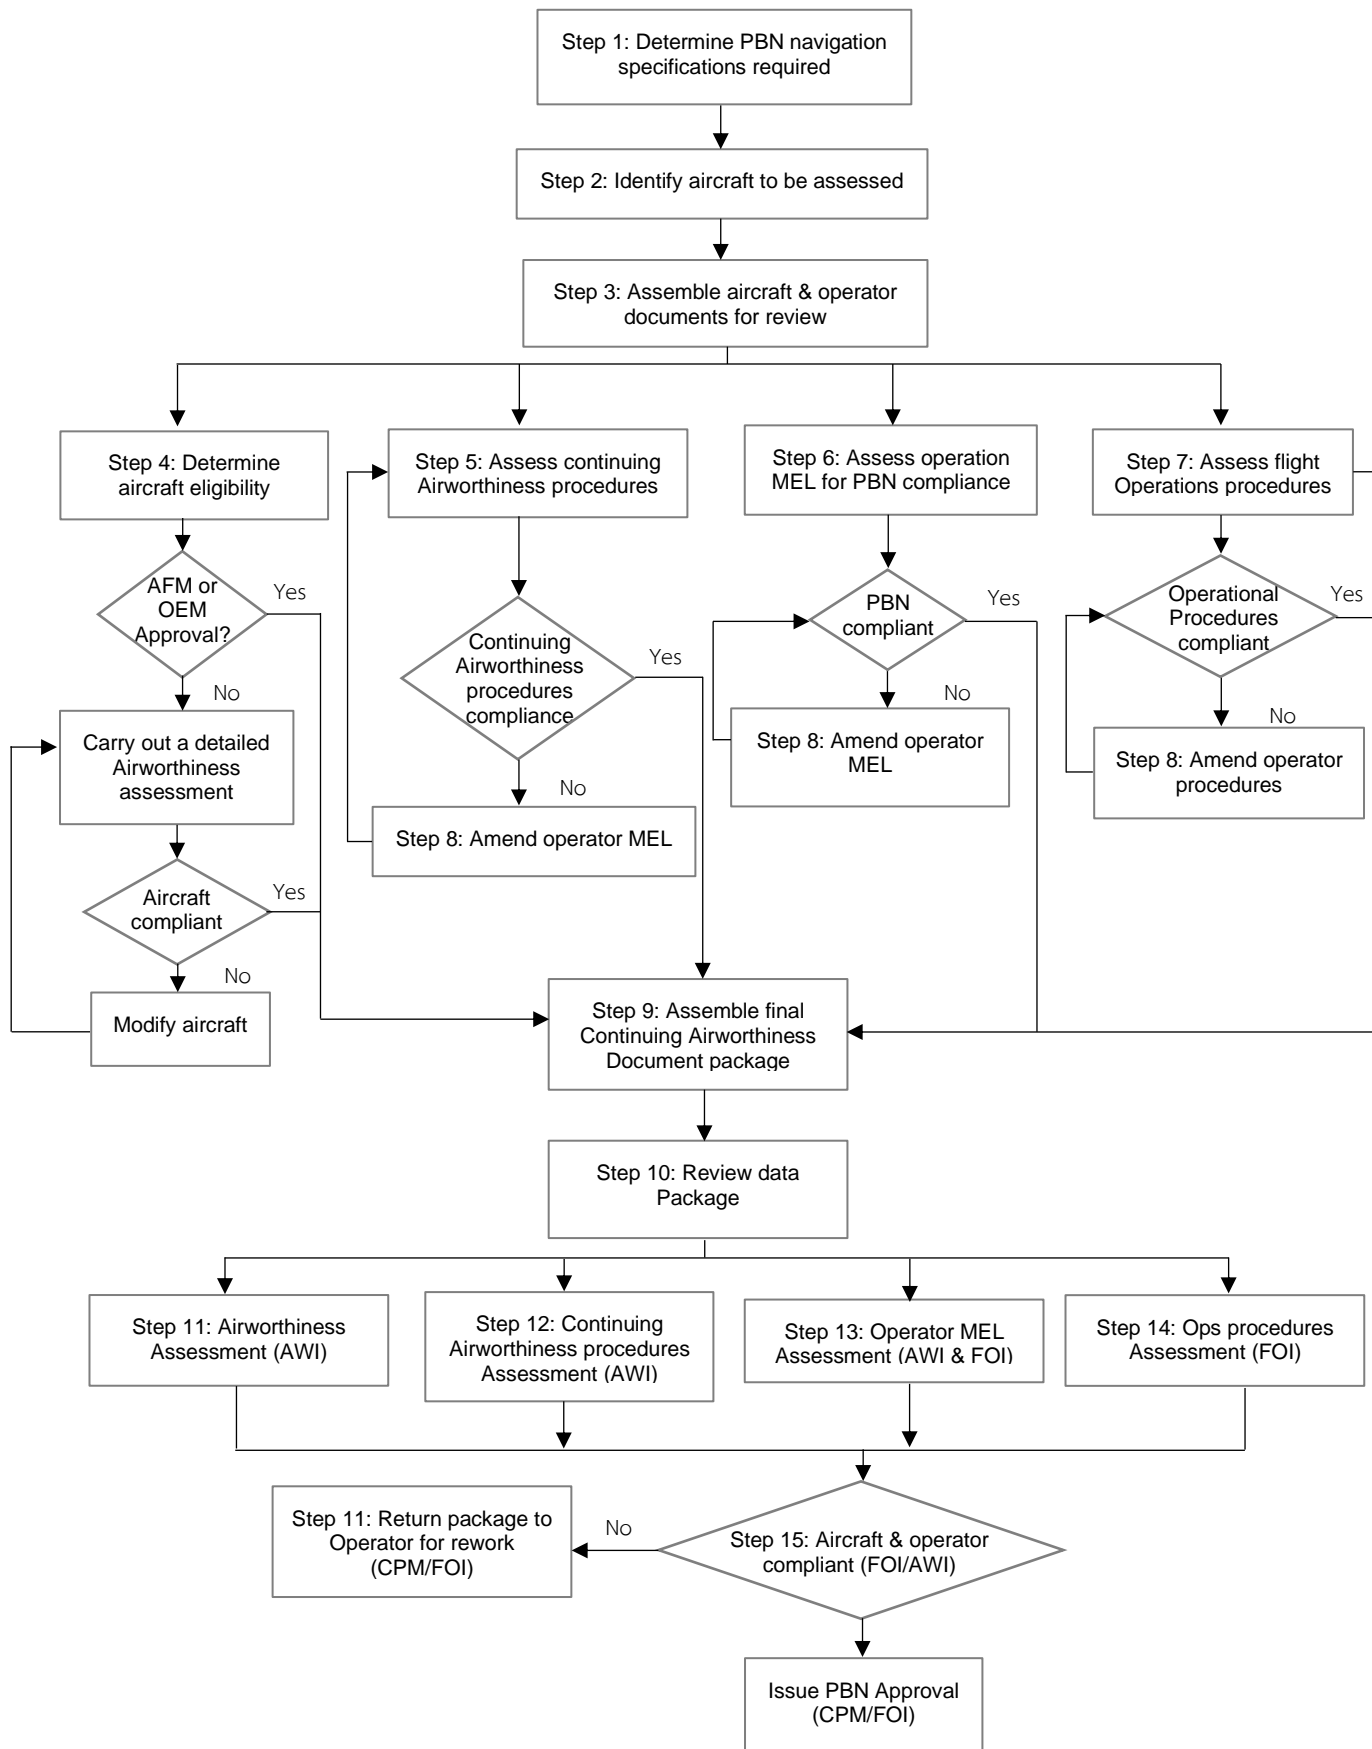 Step 1: Determine PBN navigation
specifications required
Step 2: Identify aircraft to be assessed
Step 3: Assemble aircraft & operator
documents for review
Step 4: Determine
aircraft eligibility
Step 5: Assess continuing
Airworthiness procedures
Step 6: Assess operation
MEL for PBN compliance
Step 7: Assess flight
Operations procedures
AFM or
OEM
Approval?
Yes
No
Continuing
Airworthiness
procedures
compliance
Yes
No
PBN
compliant
Yes
No
Operational
Procedures
compliant
Yes
No
Carry out a detailed
Airworthiness
assessment
Step 8: Amend operator MEL
Step 8: Amend operator
MEL
Step 8: Amend operator
procedures
Aircraft
compliant
Yes
No
Modify aircraft
Step 9: Assemble final
Continuing Airworthiness
Document package
Step 10: Review data
Package
Step 11: Airworthiness
Assessment (AWI)
Step 12: Continuing
Airworthiness procedures
Assessment (AWI)
Step 13: Operator MEL
Assessment (AWI & FOI)
Step 14: Ops procedures
Assessment (FOI)
Step 11: Return package to
Operator for rework
(CPM/FOI)
No
Step 15: Aircraft & operator
compliant (FOI/AWI)
Issue PBN Approval
(CPM/FOI)